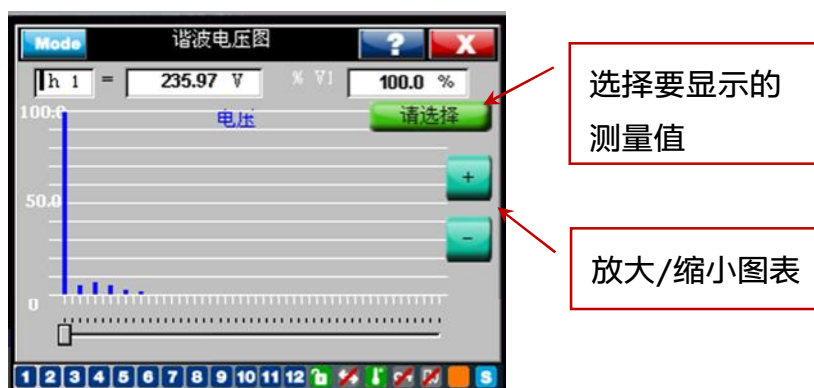 Mode
谐波电压图
?
X
h 1
=
235.97 V
% V1
100.0 %
100.0
电压
请选择
+
50.0
-
0
1 2 3 4 5 6 7 8 9 10 11 12
S
选择要显示的
测量值
放大/缩小图表